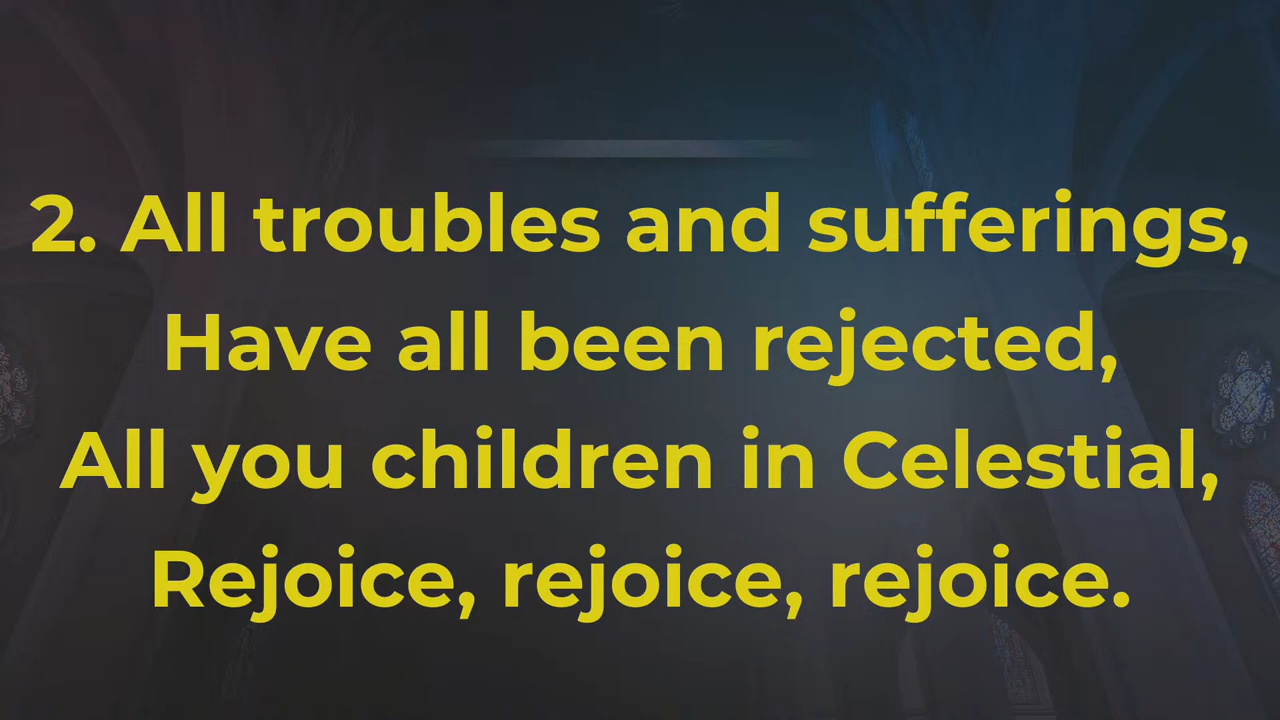 2. All troubles and sufferings,
Have all been rejected,
All you children in Celestial,
Rejoice, rejoice, rejoice.